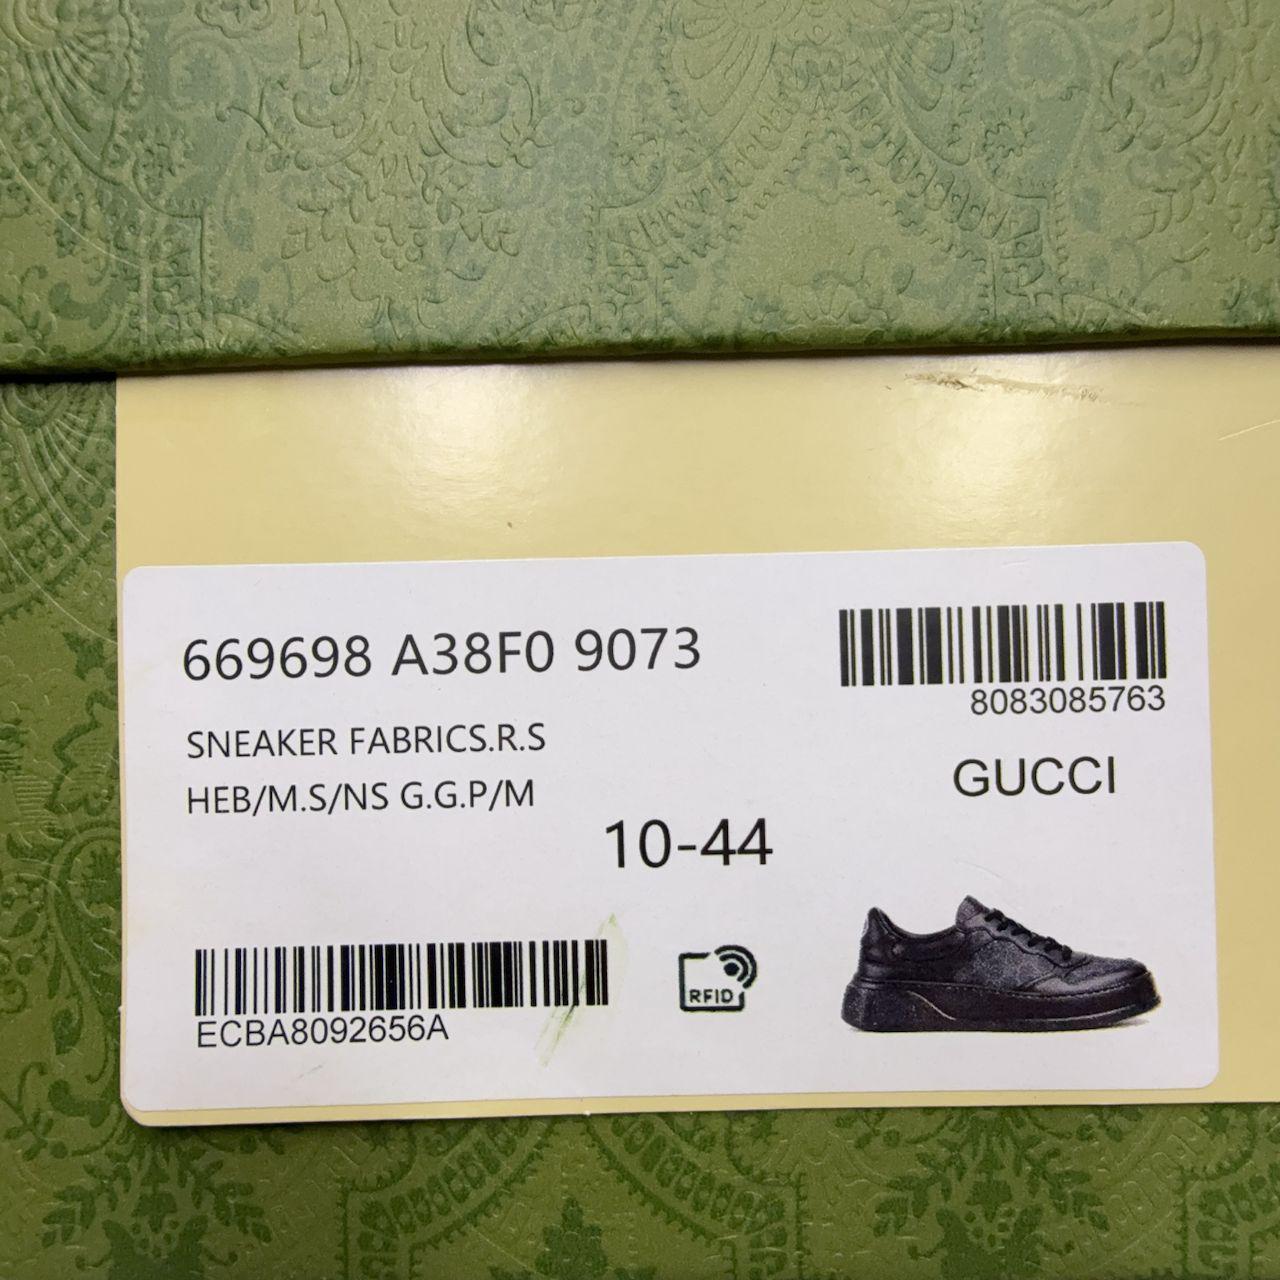 669698 A38F0 9073
8083085763
SNEAKER FABRICS.R.S
HEB/M.S/NS G.G.P/M
GUCCI
10-44
ECBA8092656A
RFID